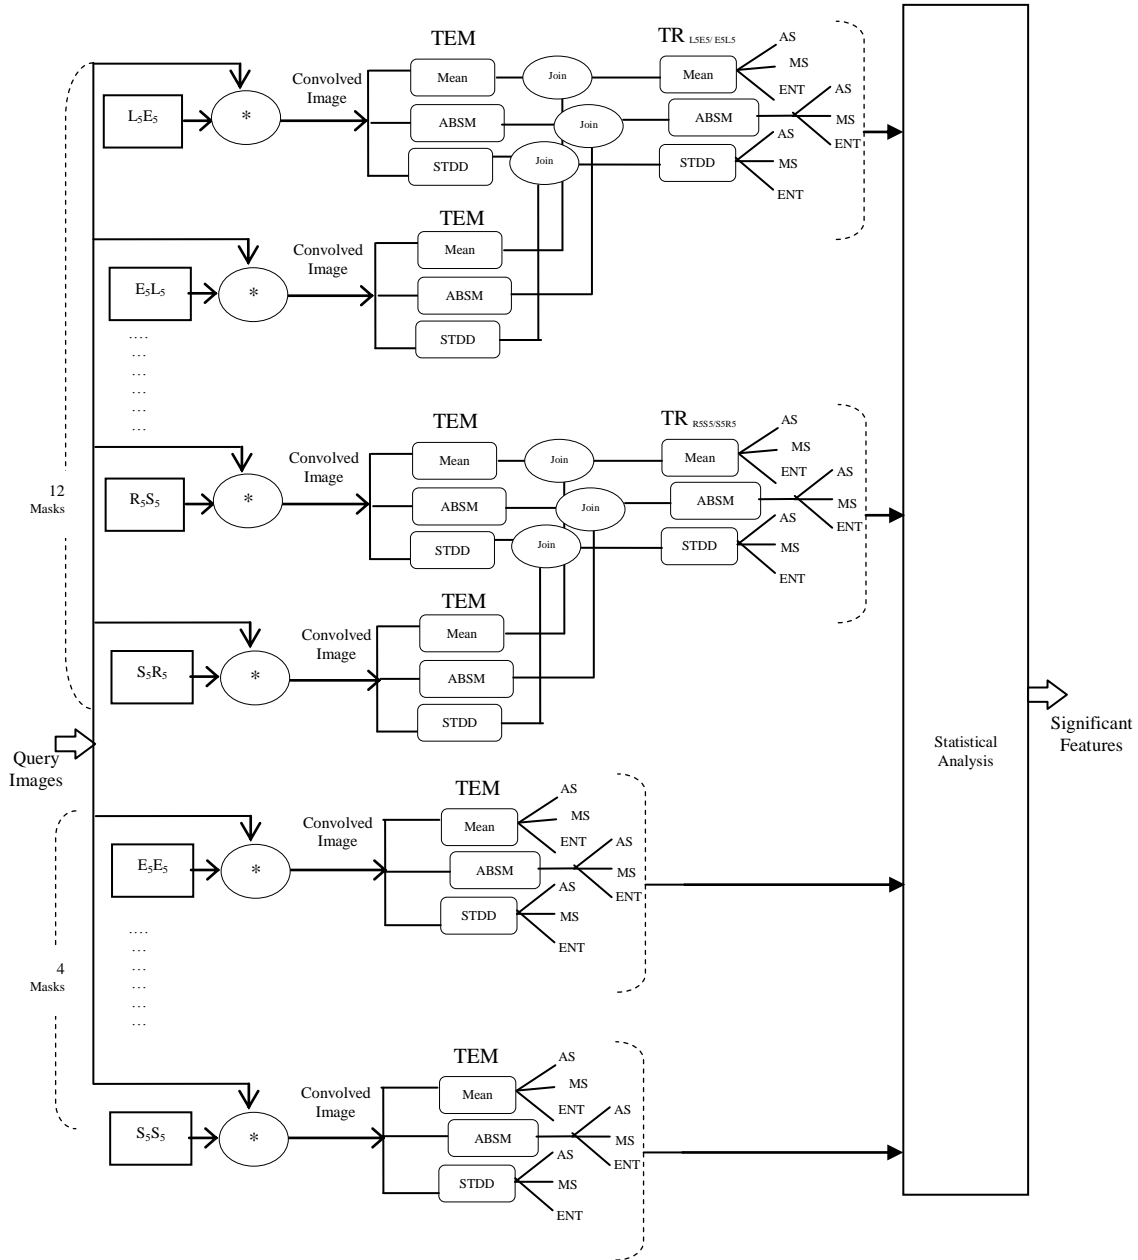 TEM
TR L5E5/ E5L5
AS
MS
ENT
Convolved
Image
Mean
Join
Mean
L5E5
*
ABSM
Join
ABSM
AS
MS
ENT
STDD
Join
STDD
AS
MS
ENT
TEM
Convolved
Image
Mean
E5L5
*
ABSM
STDD
....
...
...
...
...
...
TEM
TR R5S5/S5R5
AS
MS
ENT
Convolved
Image
Mean
Join
Mean
12
Masks
R5S5
*
ABSM
Join
ABSM
AS
MS
ENT
STDD
Join
STDD
AS
MS
ENT
TEM
Convolved
Image
Mean
S5R5
*
ABSM
STDD
Query
Images
Statistical
Analysis
Significant
Features
TEM
AS
MS
ENT
Convolved
Image
Mean
E5E5
*
ABSM
AS
MS
ENT
STDD
AS
MS
ENT
....
...
...
...
...
...
4
Masks
TEM
AS
MS
ENT
Convolved
Image
Mean
S5S5
*
ABSM
AS
MS
ENT
STDD
AS
MS
ENT